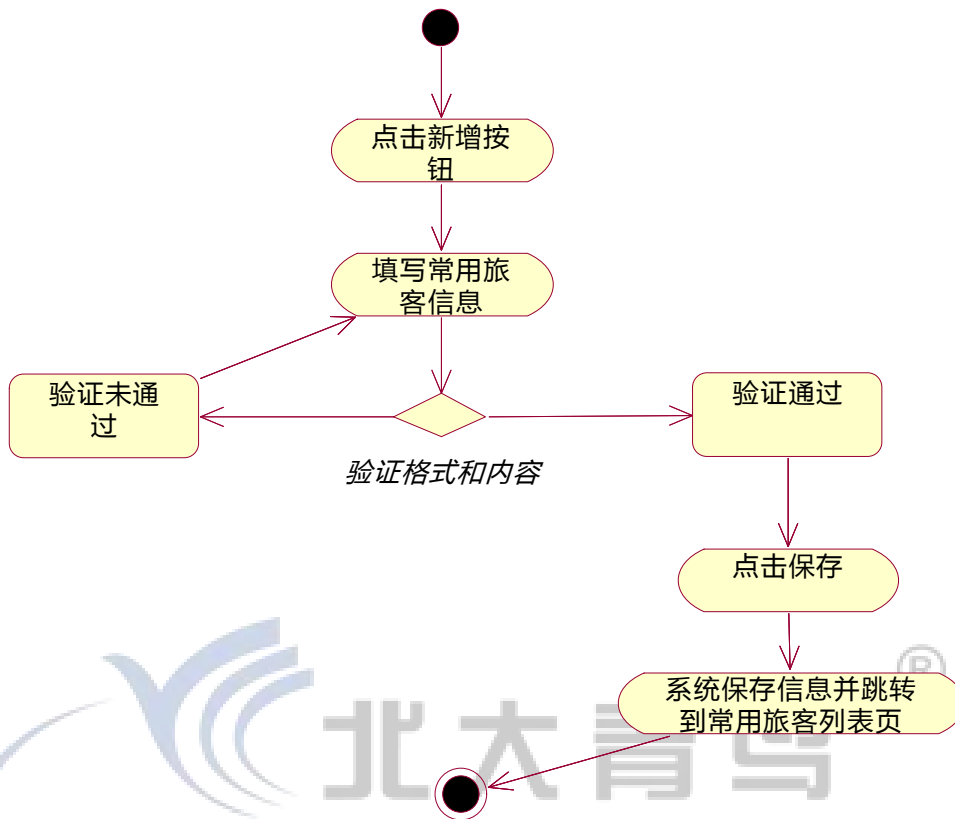 点击新增按
钮
填写常用旅
客信息
验证未通
过
验证通过
验证格式和内容
点击保存
系统保存信息并跳转
到常用旅客列表页
北大青鸟
®